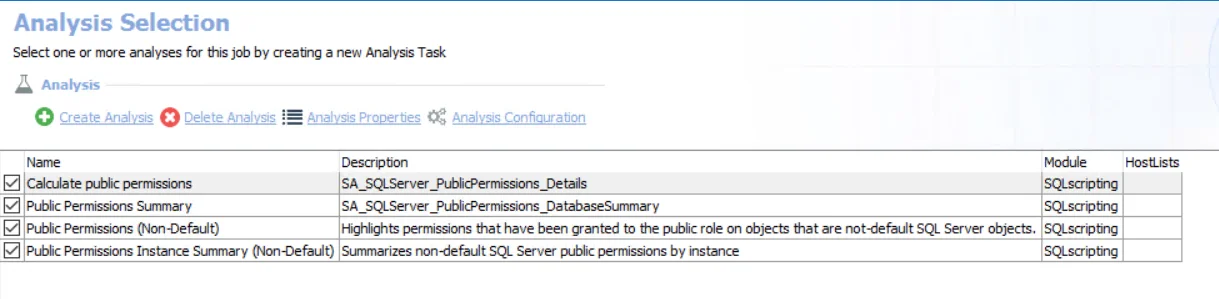 Analysis Selection
Select one or more analyses for this job by creating a new Analysis Task
Analysis
Create Analysis Delete Analysis Analysis Properties Analysis Configuration
Name Description Module HostLists
Calculate public permissions SA_SQLServer_PublicPermissions_Details SQLscripting
Public Permissions Summary SA_SQLServer_PublicPermissions_DatabaseSummary SQLscripting
Public Permissions (Non-Default) Highlights permissions that have been granted to the public role on objects that are not-default SQL Server objects. SQLscripting
Public Permissions Instance Summary (Non-Default) Summarizes non-default SQL Server public permissions by instance SQLscripting